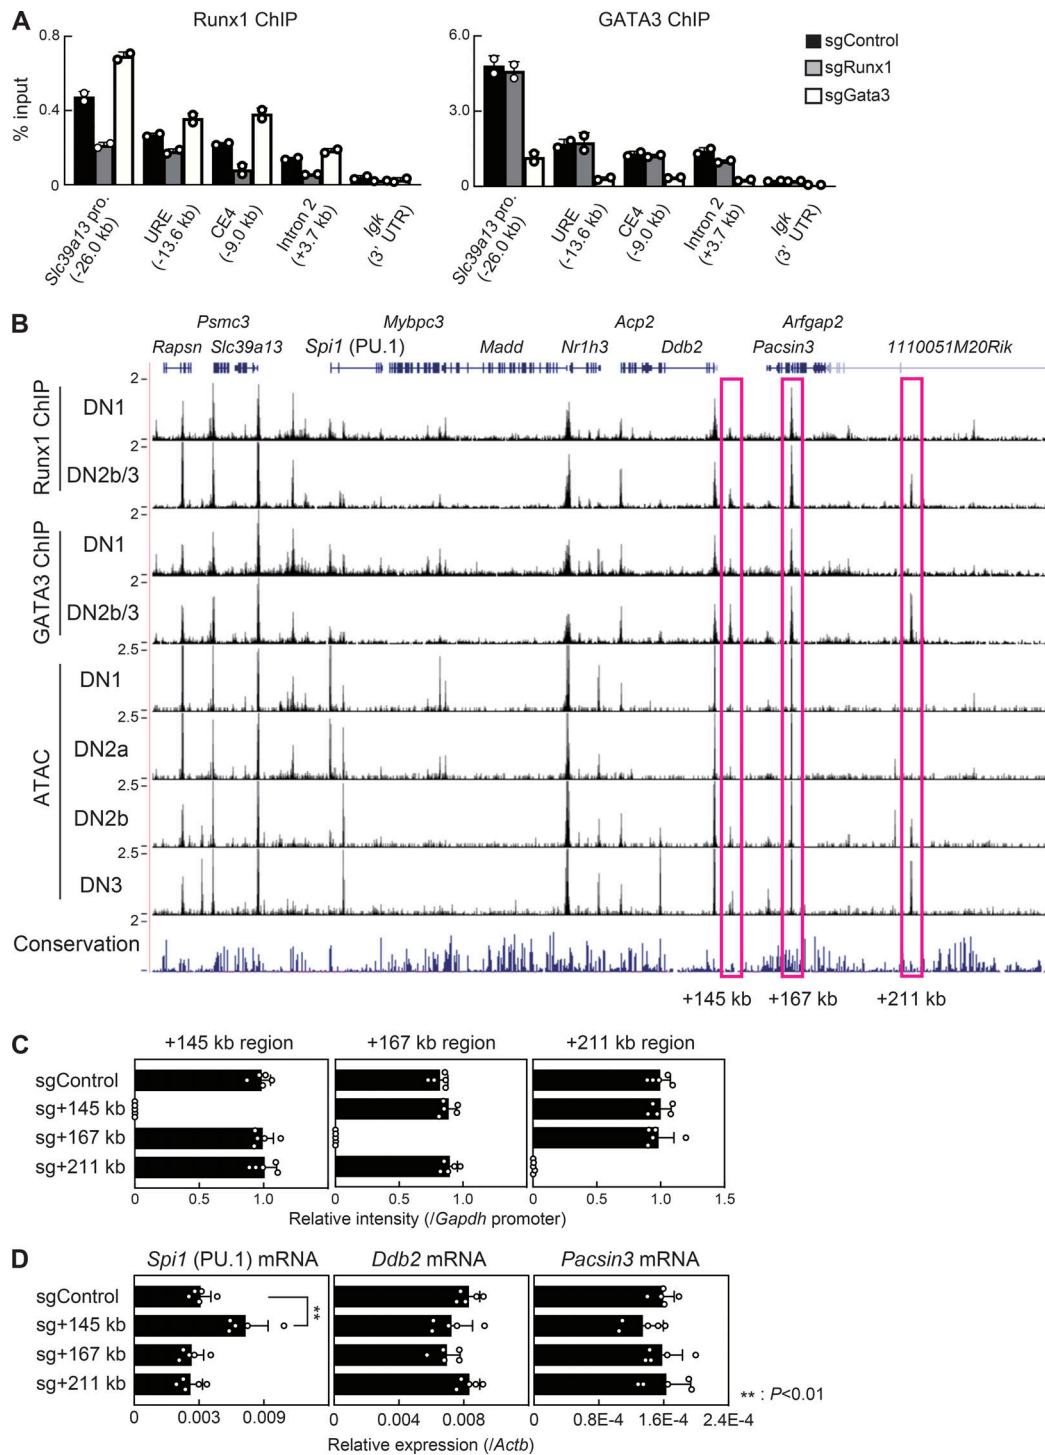 A
Runx1 ChIP
GATA3 ChIP
0.8
0.4
0
% input
6.0
3.0
0
sgControl
sgRunx1
sgGata3
Slc39a13 pro.
(-26.0 kb)
URE
(-13.6 kb)
CE4
(-9.0 kb)
Intron 2
(+3.7 kb)
Igk
(3' UTR)
Slc39a13 pro.
(-26.0 kb)
URE
(-13.6 kb)
CE4
(-9.0 kb)
Intron 2
(+3.7 kb)
Igk
(3' UTR)
B
Psmc3 Mybpc3 Acp2 Arfgap2
Rapsn Slc39a13 Spi1 (PU.1) Madd Nr1h3 Ddb2 Pacsin3 1110051M20Rik
Runx1 ChIP
2
DN1
2
DN2b/3
GATA3 ChIP
2
DN1
2
DN2b/3
ATAC
2.5
DN1
2.5
DN2a
2.5
DN2b
2.5
DN3
2
Conservation
+145 kb +167 kb +211 kb
C
+145 kb region +167 kb region +211 kb region
sgControl
sg+145 kb
sg+167 kb
sg+211 kb
0 0.5 1.0 0 0.5 1.0 0 0.5 1.0 1.5
Relative intensity (/Gapdh promoter)
D
Spi1 (PU.1) mRNA Ddb2 mRNA Pacsin3 mRNA
sgControl
sg+145 kb
sg+167 kb
sg+211 kb
**
** : P<0.01
0 0.003 0.009 0 0.004 0.008 0 0.8E-4 1.6E-4 2.4E-4
Relative expression (/Actb)